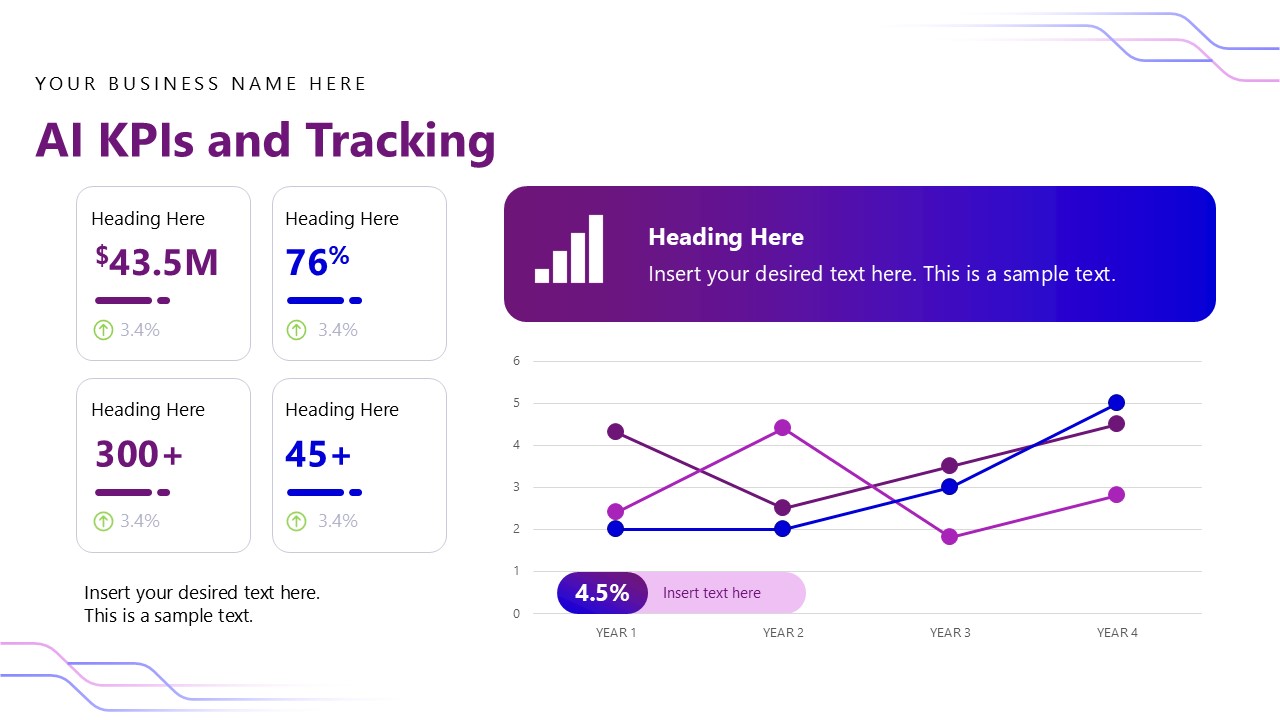 YOUR BUSINESS NAME HERE
AI KPIs and Tracking
Heading Here
$43.5M
3.4%
Heading Here
76%
3.4%
Heading Here
300+
3.4%
Heading Here
45+
3.4%
Insert your desired text here.
This is a sample text.
Heading Here
Insert your desired text here. This is a sample text.
6
5
4
3
2
1
0
4.5% Insert text here
YEAR 1 YEAR 2 YEAR 3 YEAR 4